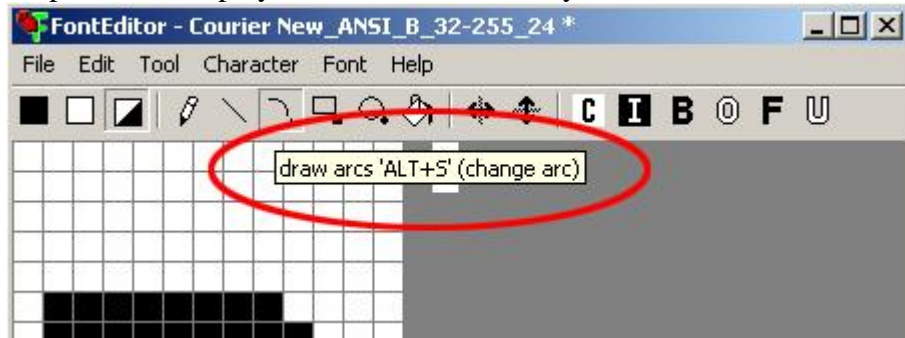 FontEditor - Courier New_ANSI_B_32-255_24 *
File Edit Tool Character Font Help
C I B O F U
draw arcs 'ALT+S' (change arc)